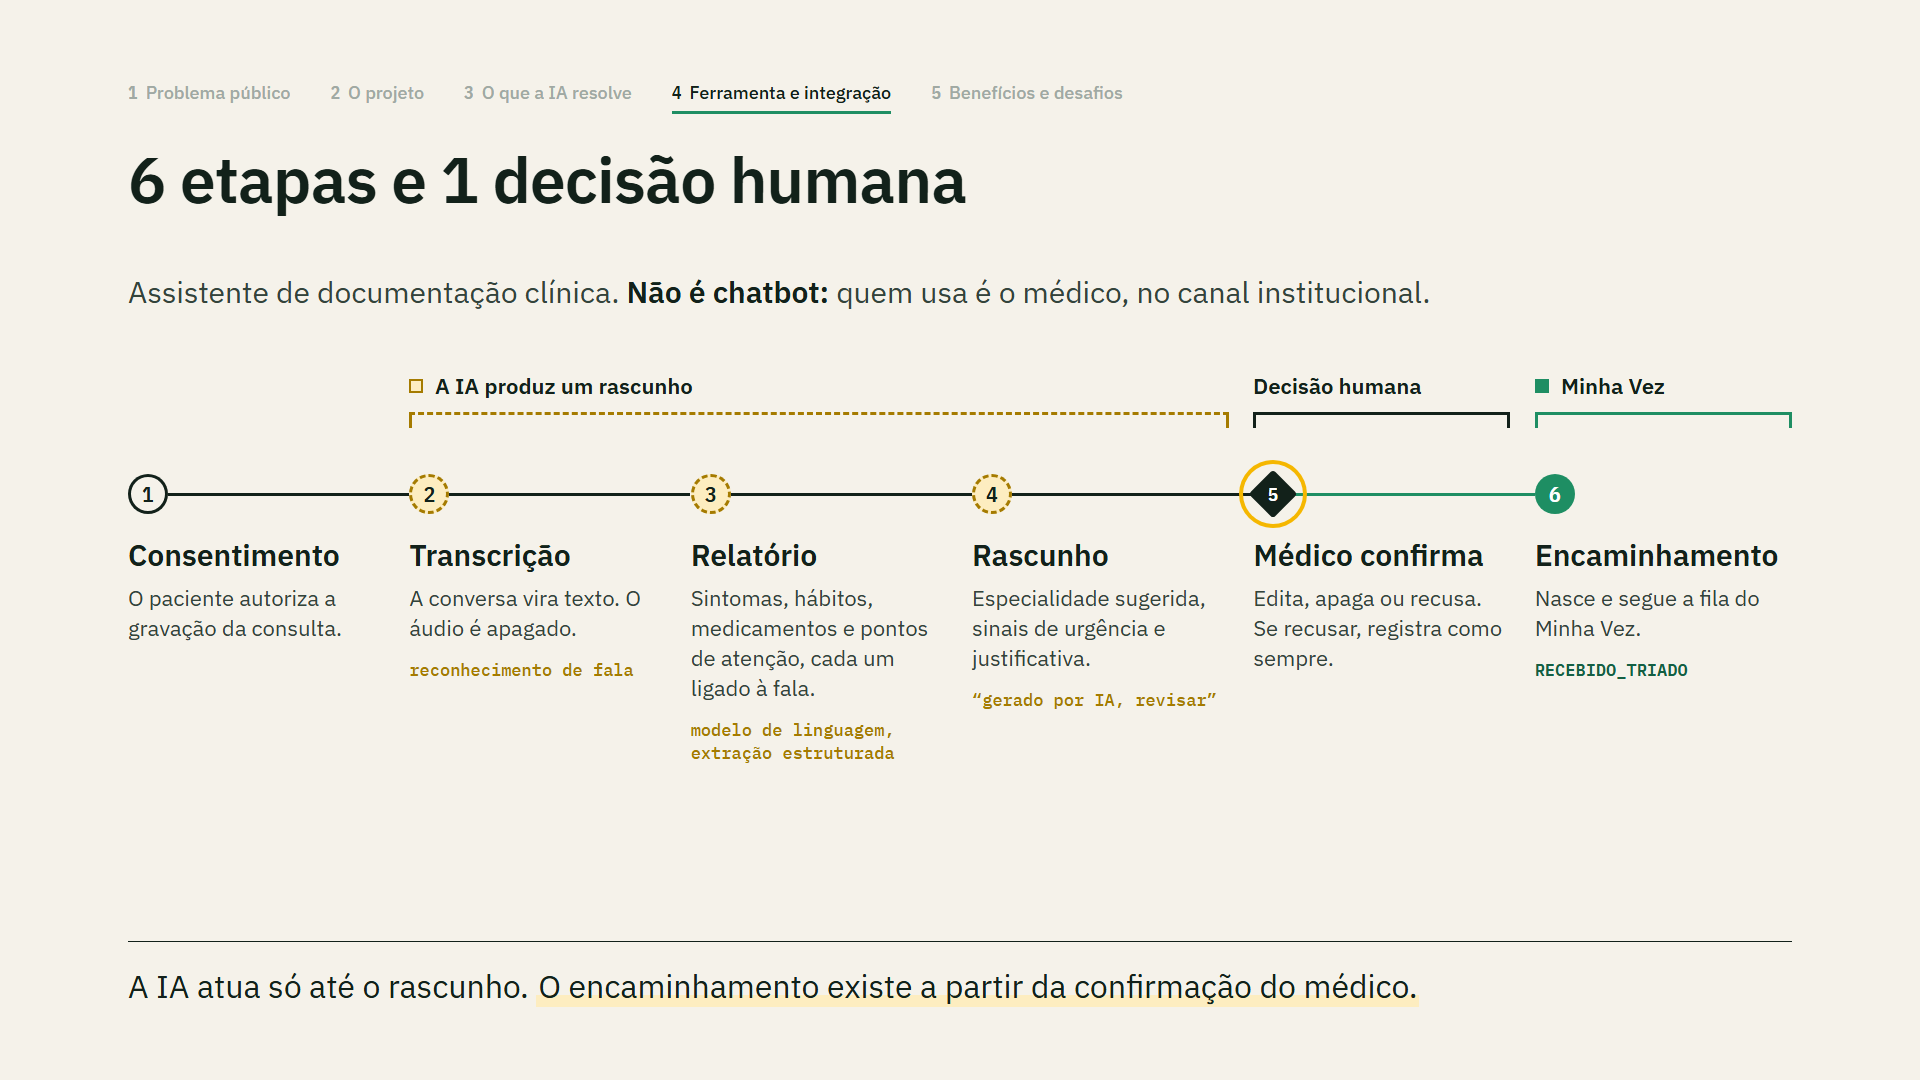 1 Problema público 2 O projeto 3 O que a IA resolve 4 Ferramenta e integração 5 Benefícios e desafios
6 etapas e 1 decisão humana
Assistente de documentação clínica. Não é chatbot: quem usa é o médico, no canal institucional.
A IA produz um rascunho
Decisão humana
Minha Vez
1
Consentimento
O paciente autoriza a
gravação da consulta.
2
Transcrição
A conversa vira texto. O
áudio é apagado.
reconhecimento de fala
3
Relatório
Sintomas, hábitos,
medicamentos e pontos
de atenção, cada um
ligado à fala.
modelo de linguagem,
extração estruturada
4
Rascunho
Especialidade sugerida,
sinais de urgência e
justificativa.
“gerado por IA, revisar”
5
Médico confirma
Edita, apaga ou recusa.
Se recusar, registra como
sempre.
6
Encaminhamento
Nasce e segue a fila do
Minha Vez.
RECEBIDO_TRIADO
A IA atua só até o rascunho. O encaminhamento existe a partir da confirmação do médico.